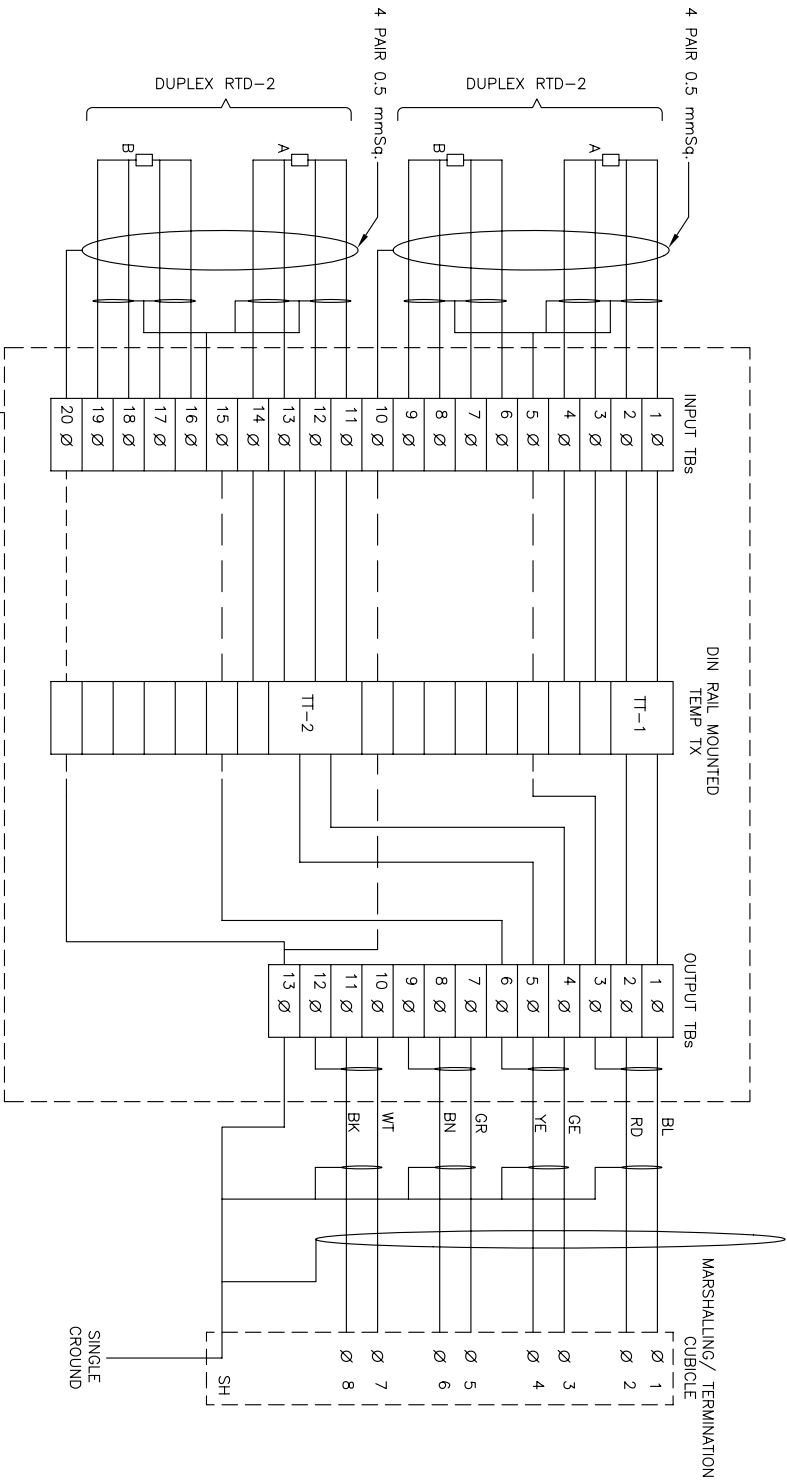 4 PAIR 0.5 mmSq.
4 PAIR 0.5 mmSq.
DUPLEX RTD-2
DUPLEX RTD-2
A
B
A
B
INPUT TBs
1 Ø
2 Ø
3 Ø
4 Ø
5 Ø
6 Ø
7 Ø
8 Ø
9 Ø
10 Ø
11 Ø
12 Ø
13 Ø
14 Ø
15 Ø
16 Ø
17 Ø
18 Ø
19 Ø
20 Ø
DIN RAIL MOUNTED
TEMP TX
TT-1
TT-2
OUTPUT TBs
1 Ø
2 Ø
3 Ø
4 Ø
5 Ø
6 Ø
7 Ø
8 Ø
9 Ø
10 Ø
11 Ø
12 Ø
13 Ø
BL
RD
GE
YE
GR
BN
WT
BK
MARSHALLING/ TERMINATION
CUBICLE
Ø 1
Ø 2
Ø 3
Ø 4
Ø 5
Ø 6
Ø 7
Ø 8
SH
SINGLE
CROUND